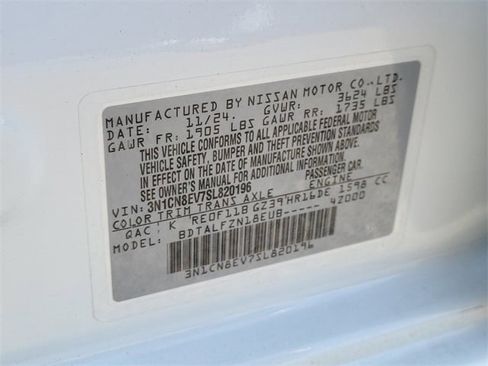 MANUFACTURED BY NISSAN MOTOR CO.,LTD.
DATE: 11/24. GVWR: 3624 LBS
GAWR FR: 1905 LBS GAWR RR: 1735 LBS
THIS VEHICLE CONFORMS TO ALL APPLICABLE FEDERAL MOTOR
VEHICLE SAFETY, BUMPER AND THEFT PREVENTION STANDARDS
IN EFFECT ON THE DATE OF MANUFACTURE SHOWN ABOVE.
SEE OWNER'S MANUAL FOR ADDITIONAL INFORMATION.
VIN: 3N1CN8EV7SL820196 PASSENGER CAR.
COLOR TRIM TRANS AXLE ENGINE
QAC K RE0F11B GZ39 HR16DE 1598 CC
MODEL: BDTALFZN18EUB----- 42000
3N1CN8EV7SL820196